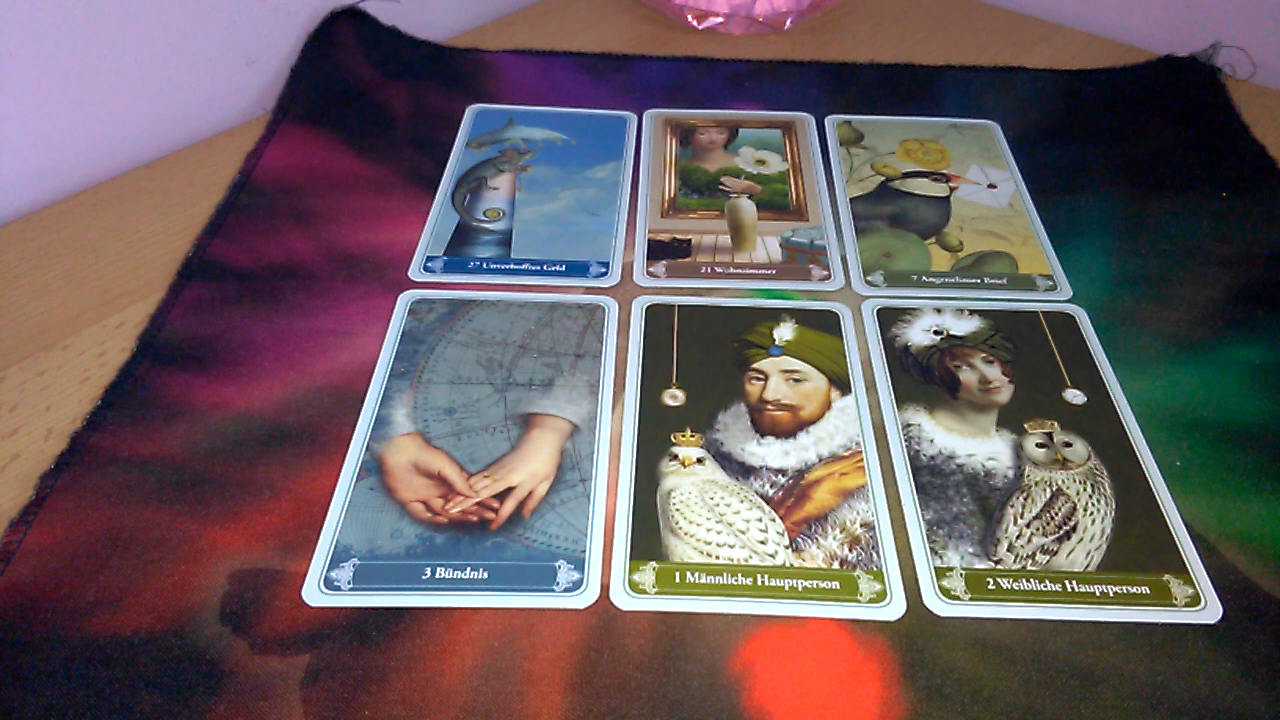 27 Unverhofftes Geld
21 Wohnzimmer
7 Angenehmer Brief
3 Bündnis
1 Männliche Hauptperson
2 Weibliche Hauptperson